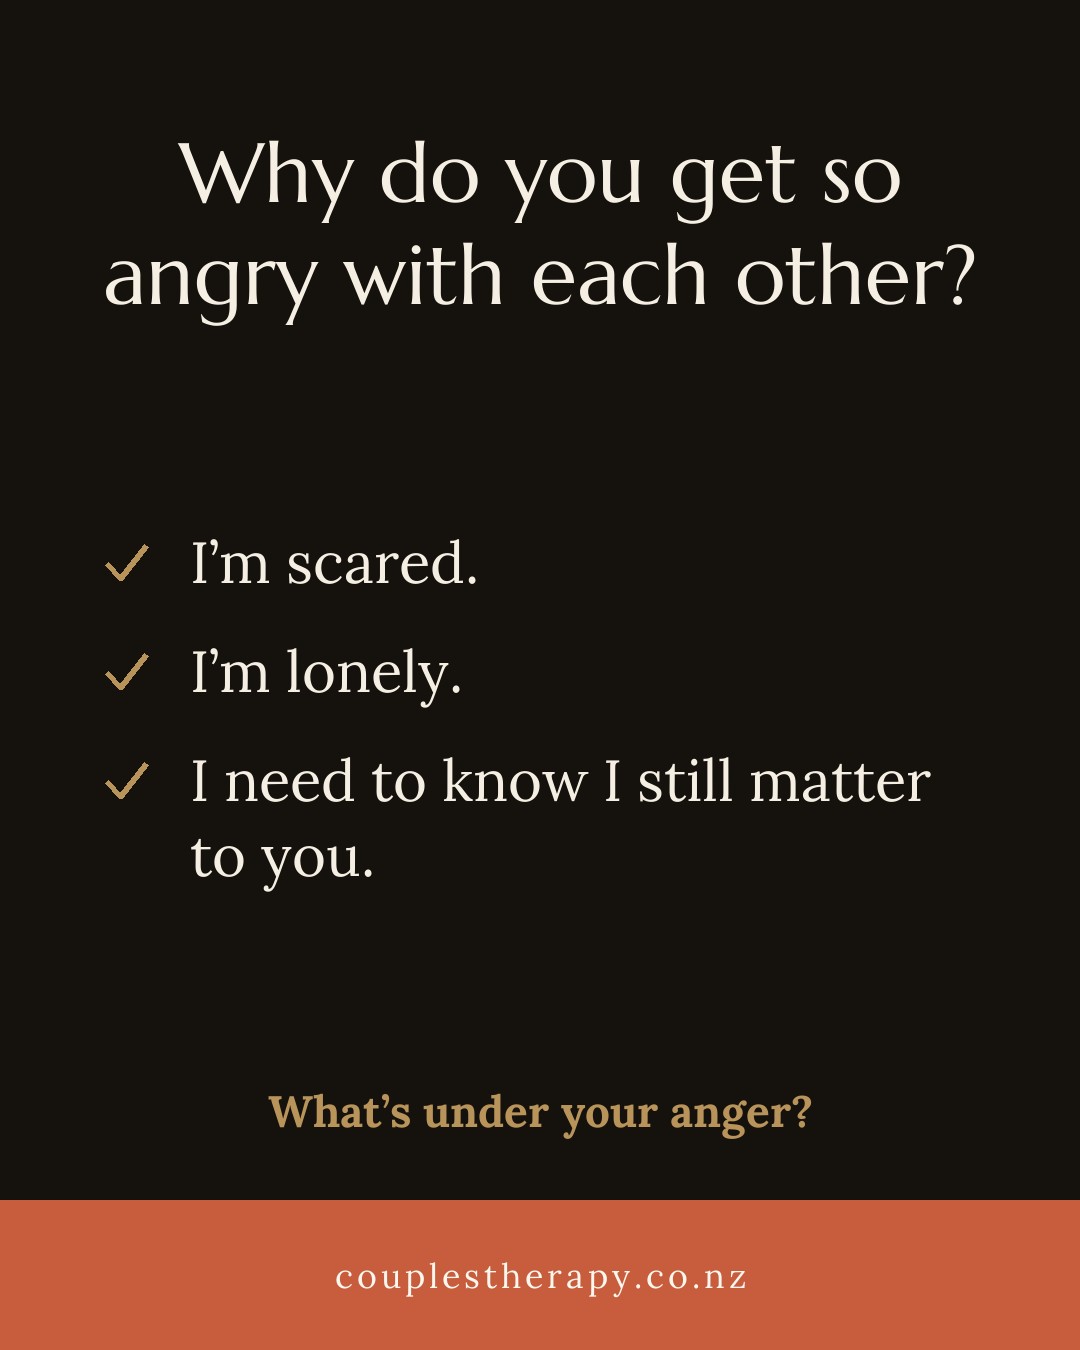 Why do you get so
angry with each other?
I’m scared.
I’m lonely.
I need to know I still matter
to you.
What’s under your anger?
couplestherapy.co.nz